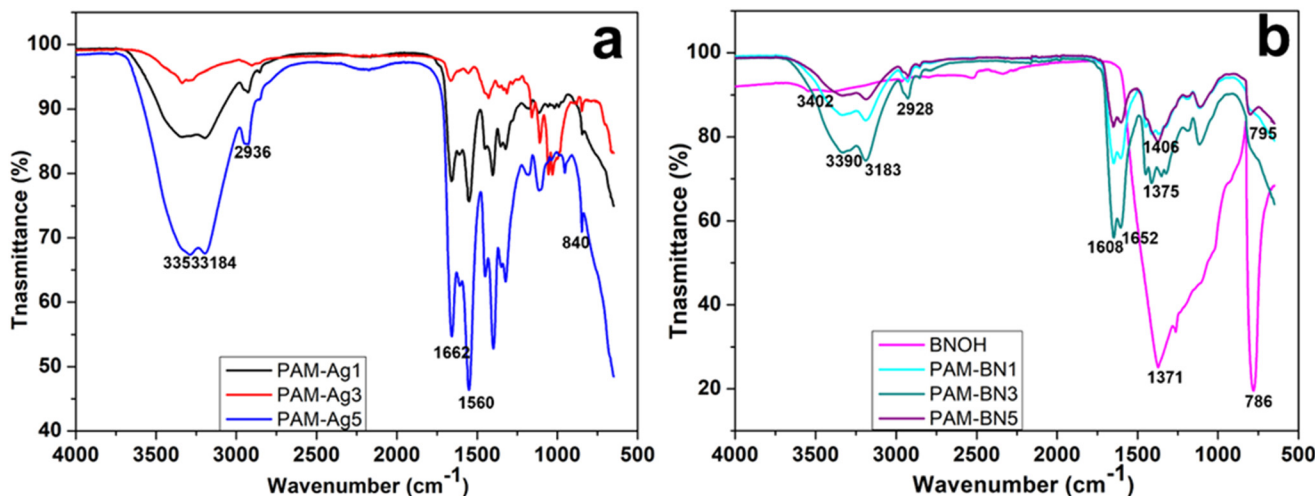 a
100
90
80
70
60
50
40
Tnasmittance (%)
33533184
2936
1662
1560
840
PAM-Ag1
PAM-Ag3
PAM-Ag5
4000 3500 3000 2500 2000 1500 1000 500
Wavenumber (cm-1)
b
100
80
60
40
20
Tnasmittance (%)
3402
3390
3183
2928
1608
1652
1406
1375
1371
795
786
BNOH
PAM-BN1
PAM-BN3
PAM-BN5
4000 3500 3000 2500 2000 1500 1000 500
Wavenumber (cm-1)